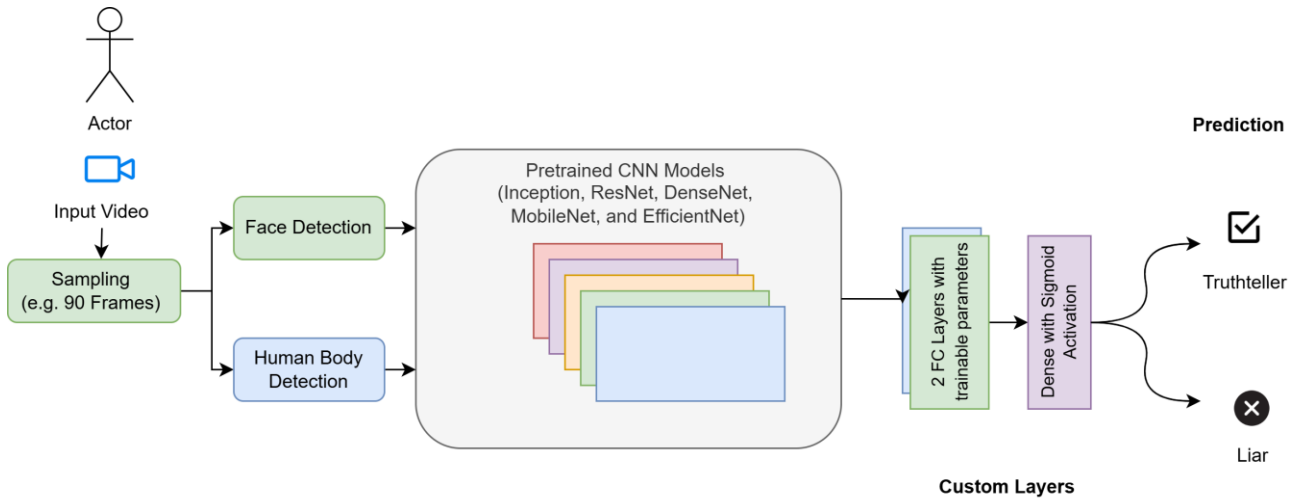 Actor
Input Video
Sampling
(e.g. 90 Frames)
Face Detection
Human Body
Detection
Pretrained CNN Models
(Inception, ResNet, DenseNet,
MobileNet, and EfficientNet)
2 FC Layers with
trainable parameters
Dense with Sigmoid
Activation
Custom Layers
Prediction
Truthteller
Liar